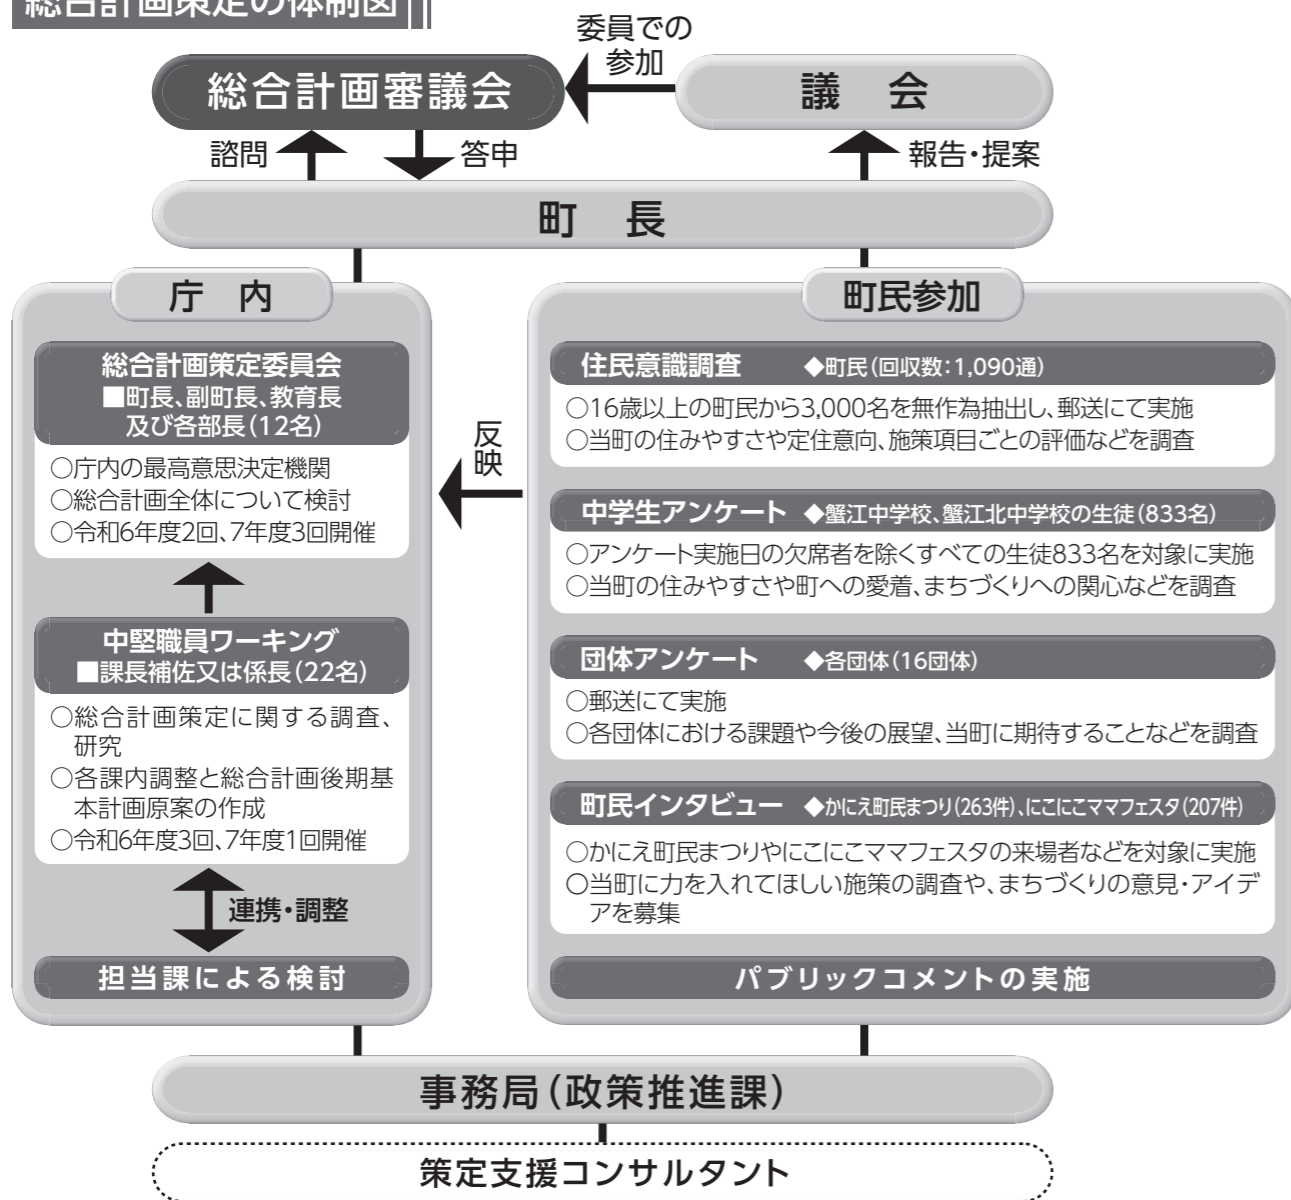 総合計画策定の体制図
委員での
参加
総合計画審議会
議 会
諮問
答申
報告・提案
町 長
庁 内
総合計画策定委員会
■町長、副町長、教育長
及び各部長(12名)
○庁内の最高意思決定機関
○総合計画全体について検討
○令和6年度2回、7年度3回開催
中堅職員ワーキング
■課長補佐又は係長(22名)
○総合計画策定に関する調査、
研究
○各課内調整と総合計画後期基
本計画原案の作成
○令和6年度3回、7年度1回開催
連携・調整
担当課による検討
反映
町民参加
住民意識調査 ◆町民(回収数:1,090通)
○16歳以上の町民から3,000名を無作為抽出し、郵送にて実施
○当町の住みやすさや定住意向、施策項目ごとの評価などを調査
中学生アンケート ◆蟹江中学校、蟹江北中学校の生徒(833名)
○アンケート実施日の欠席者を除くすべての生徒833名を対象に実施
○当町の住みやすさや町への愛着、まちづくりへの関心などを調査
団体アンケート ◆各団体(16団体)
○郵送にて実施
○各団体における課題や今後の展望、当町に期待することなどを調査
町民インタビュー ◆かにえ町民まつり(263件)、にこにこママフェスタ(207件)
○かにえ町民まつりやにこにこママフェスタの来場者などを対象に実施
○当町に力を入れてほしい施策の調査や、まちづくりの意見・アイデ
アを募集
パブリックコメントの実施
事務局(政策推進課)
策定支援コンサルタント